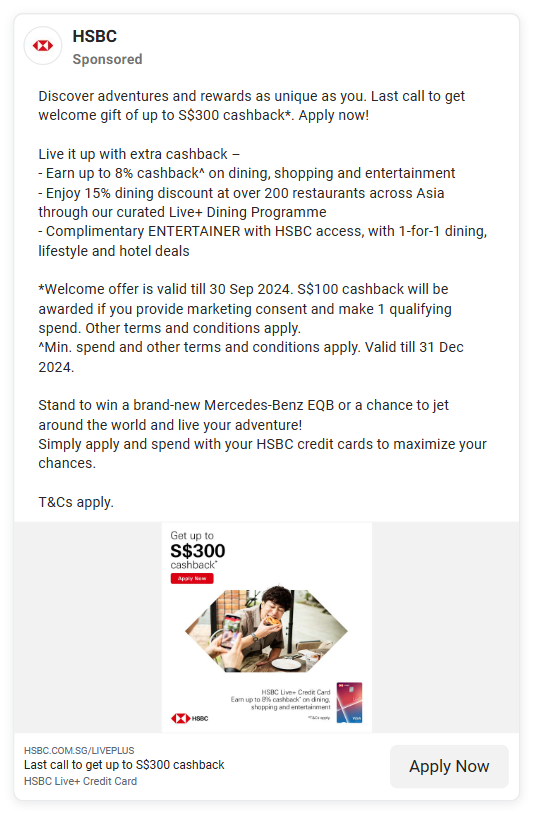 HSBC
Sponsored
Discover adventures and rewards as unique as you. Last call to get
welcome gift of up to S$300 cashback*. Apply now!
Live it up with extra cashback –
- Earn up to 8% cashback^ on dining, shopping and entertainment
- Enjoy 15% dining discount at over 200 restaurants across Asia
through our curated Live+ Dining Programme
- Complimentary ENTERTAINER with HSBC access, with 1-for-1 dining,
lifestyle and hotel deals
*Welcome offer is valid till 30 Sep 2024. S$100 cashback will be
awarded if you provide marketing consent and make 1 qualifying
spend. Other terms and conditions apply.
^Min. spend and other terms and conditions apply. Valid till 31 Dec
2024.
Stand to win a brand-new Mercedes-Benz EQB or a chance to jet
around the world and live your adventure!
Simply apply and spend with your HSBC credit cards to maximize your
chances.
T&Cs apply.
Get up to
S$300
cashback*
Apply Now
HSBC Live+ Credit Card
Earn up to 8% cashback^ on dining,
shopping and entertainment
*^T&Cs apply.
VISA
HSBC
HSBC.COM.SG/LIVEPLUS
Last call to get up to S$300 cashback
HSBC Live+ Credit Card
Apply Now